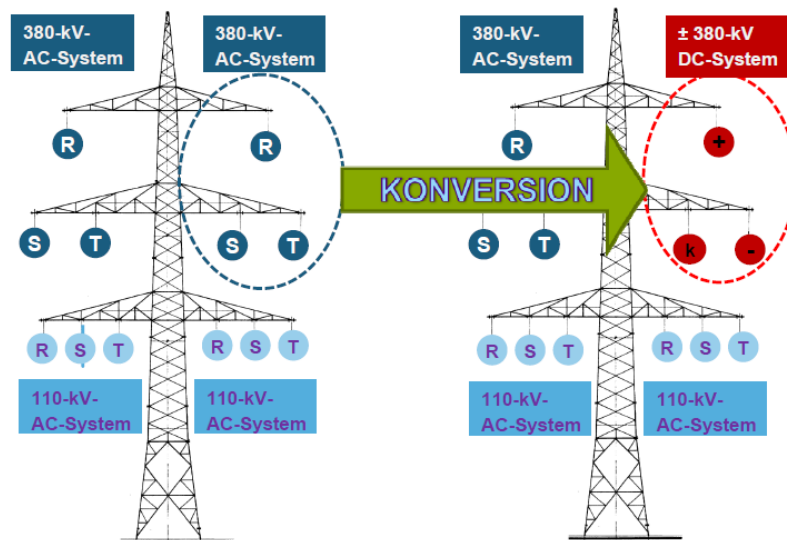 380-kV-
AC-System
380-kV-
AC-System
380-kV-
AC-System
± 380-kV
DC-System
R
R
R
+
KONVERSION
S
T
S
T
S
T
k
-
R
S
T
R
S
T
R
S
T
R
S
T
110-kV-
AC-System
110-kV-
AC-System
110-kV-
AC-System
110-kV-
AC-System